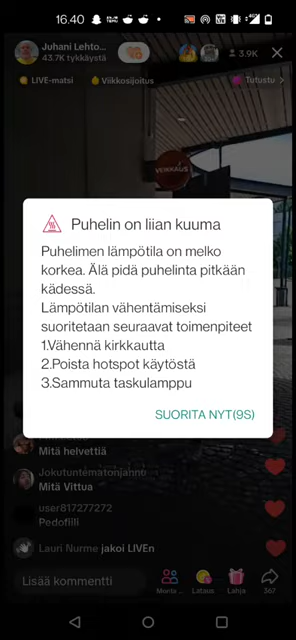 16.40
Juhani Lehto...
43.7K tykkäystä
3.9K
LIVE-matsi
Viikkosijoitus
Tutustu >
VEIKKAUS
Puhelin on liian kuuma
Puhelimen lämpötila on melko
korkea. Älä pidä puhelinta pitkään
kädessä.
Lämpötilan vähentämiseksi
suoritetaan seuraavat toimenpiteet
1.Vähennä kirkkautta
2.Poista hotspot käytöstä
3.Sammuta taskulamppu
SUORITA NYT(9S)
Mitä helvettiä
Jokutuntematonjannu
Mitä Vittua
user817277272
Pedofiili
Lauri Nurme jakoi LIVEn
Lisää kommentti
Lataus
Lahja
367